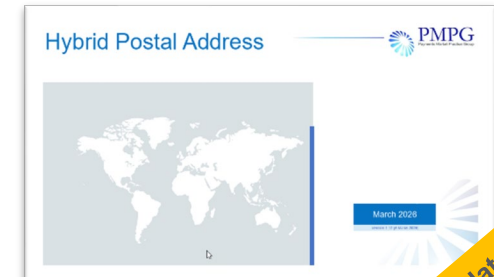 Hybrid Postal Address
PMPG
Payments Market Practice Group
March 2026